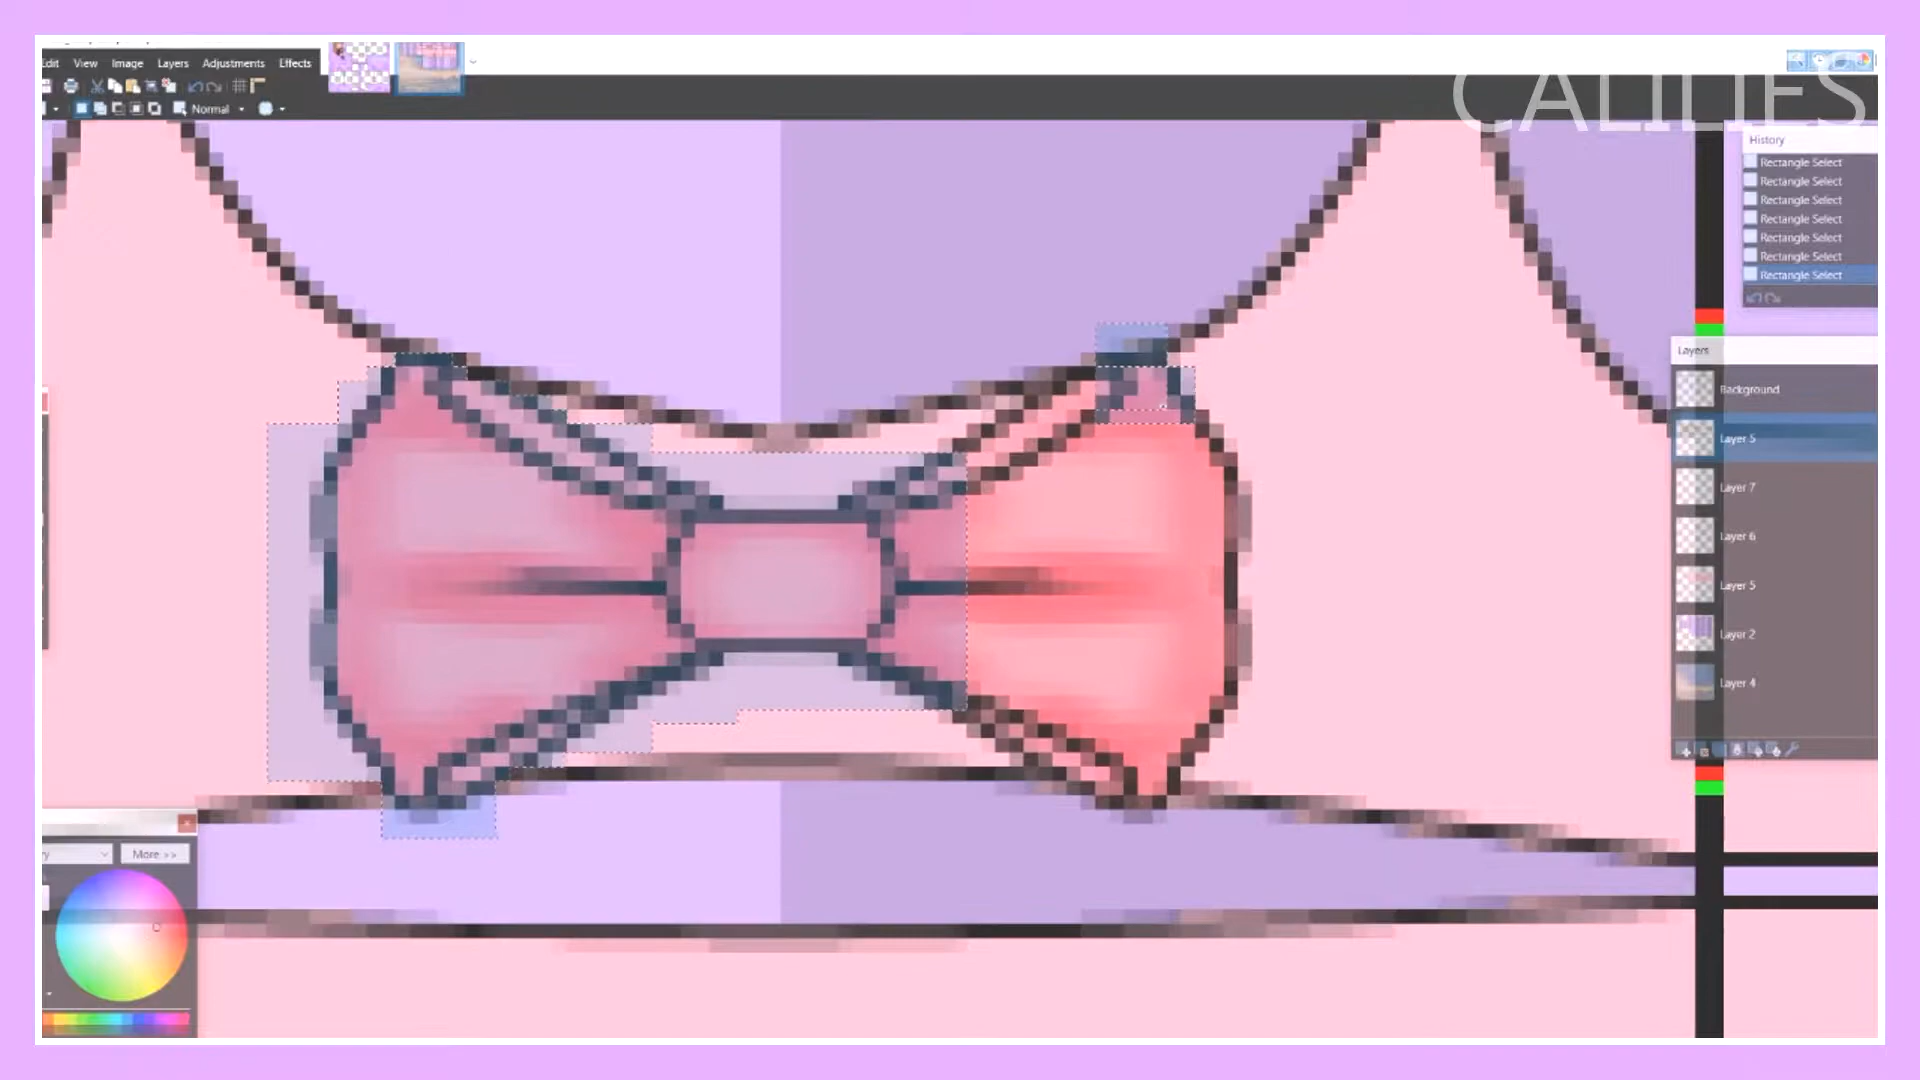 Edit View Image Layers Adjustments Effects
Normal
CALILIES
History
Rectangle Select
Rectangle Select
Rectangle Select
Rectangle Select
Rectangle Select
Rectangle Select
Rectangle Select
Layers
Background
Layer 5
Layer 7
Layer 6
Layer 5
Layer 2
Layer 4
More >>